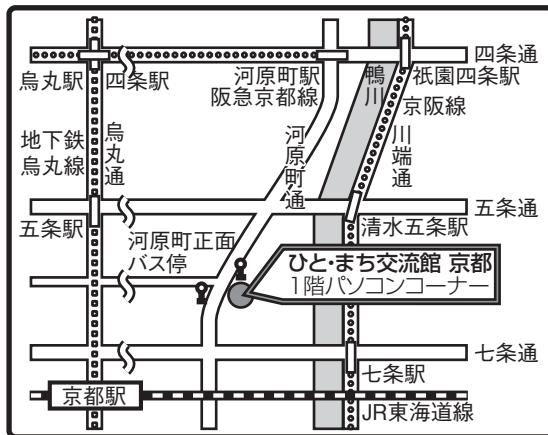 四条通
烏丸駅
四条駅
河原町駅
阪急京都線
鴨川
祇園四条駅
京阪線
川端通
地下鉄
烏丸線
烏丸通
河原町通
五条通
五条駅
清水五条駅
河原町正面
バス停
ひと・まち交流館 京都
1階パソコンコーナー
七条通
七条駅
京都駅
JR東海道線